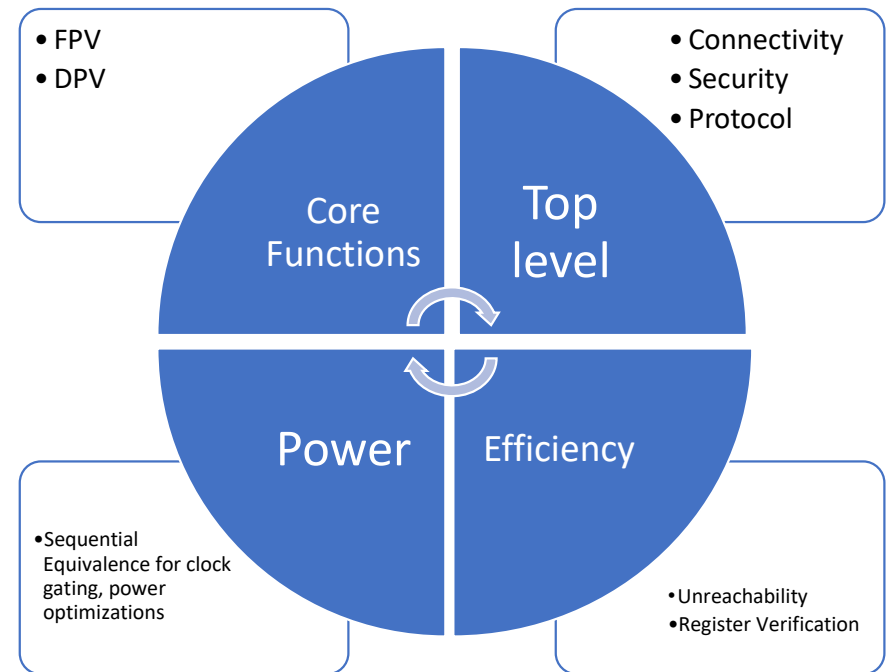 • FPV
• DPV
• Connectivity
• Security
• Protocol
Core
Functions
Top
level
Power
Efficiency
•Sequential
Equivalence for clock
gating, power
optimizations
•Unreachability
•Register Verification